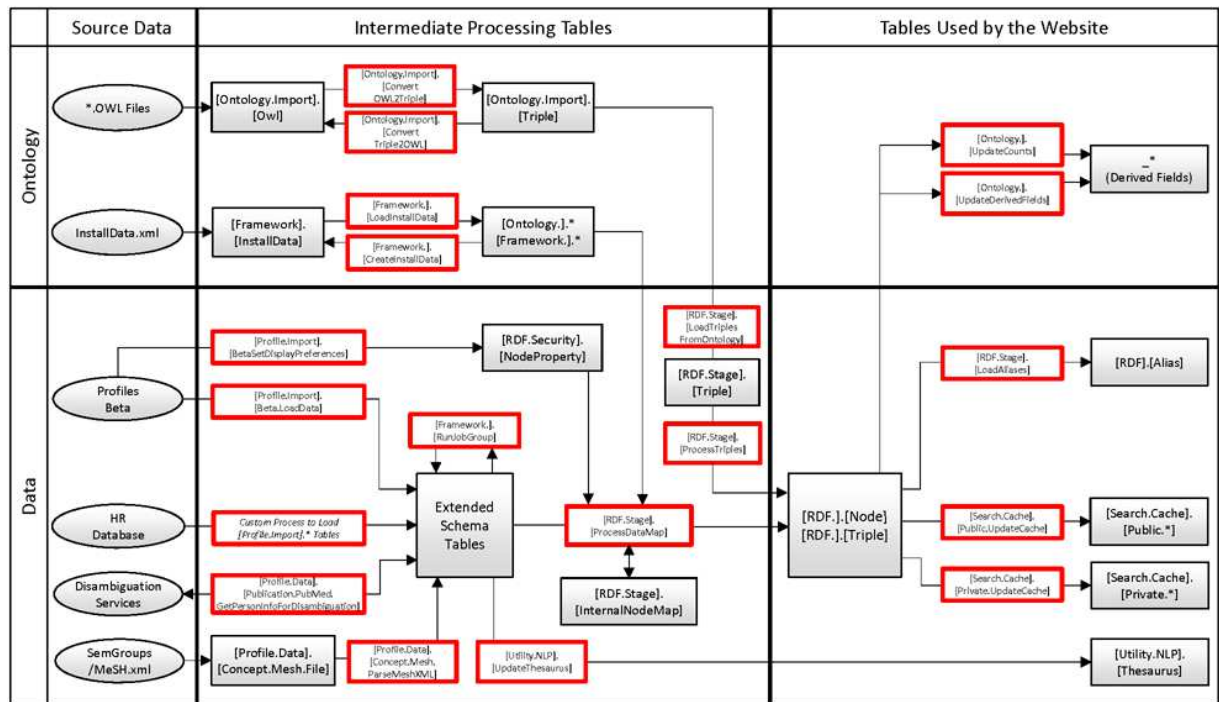 Source Data
Intermediate Processing Tables
Tables Used by the Website
Ontology
*.OWL Files
[Ontology.Import].
[Owl]
[Ontology.Import].
[Convert
OWL2Triple]
[Ontology.Import].
[Convert
Triple2OWL]
[Ontology.Import].
[Triple]
[Ontology.].
[UpdateCounts]
[Ontology.].
[UpdateDerivedFields]
_*
(Derived Fields)
InstallData.xml
[Framework].
[InstallData]
[Framework.].
[LoadInstallData]
[Framework.].
[CreateInstallData]
[Ontology.].*
[Framework.].*
Data
Profiles
Beta
[Profile.Import].
[BetaSetDisplayPreferences]
[RDF.Security].
[NodeProperty]
[Profile.Import].
[Beta.LoadData]
[Framework.].
[RunJobGroup]
[RDF.Stage].
[LoadTriples
FromOntology]
[RDF.Stage].
[Triple]
[RDF.Stage].
[ProcessTriples]
[RDF.Stage].
[LoadAliases]
[RDF].[Alias]
HR
Database
Custom Process to Load
[Profile.Import].* Tables
Extended
Schema
Tables
[RDF.Stage].
[ProcessDataMap]
[RDF.].[Node]
[RDF.].[Triple]
[Search.Cache].
[Public.UpdateCache]
[Search.Cache].
[Public.*]
Disambiguation
Services
[Profile.Data].
[Publication.PubMed.
GetPersonInfoForDisambiguation]
[RDF.Stage].
[InternalNodeMap]
[Search.Cache].
[Private.UpdateCache]
[Search.Cache].
[Private.*]
SemGroups
/MeSH.xml
[Profile.Data].
[Concept.Mesh.File]
[Profile.Data].
[Concept.Mesh.
ParseMeshXML]
[Utility.NLP].
[UpdateThesaurus]
[Utility.NLP].
[Thesaurus]